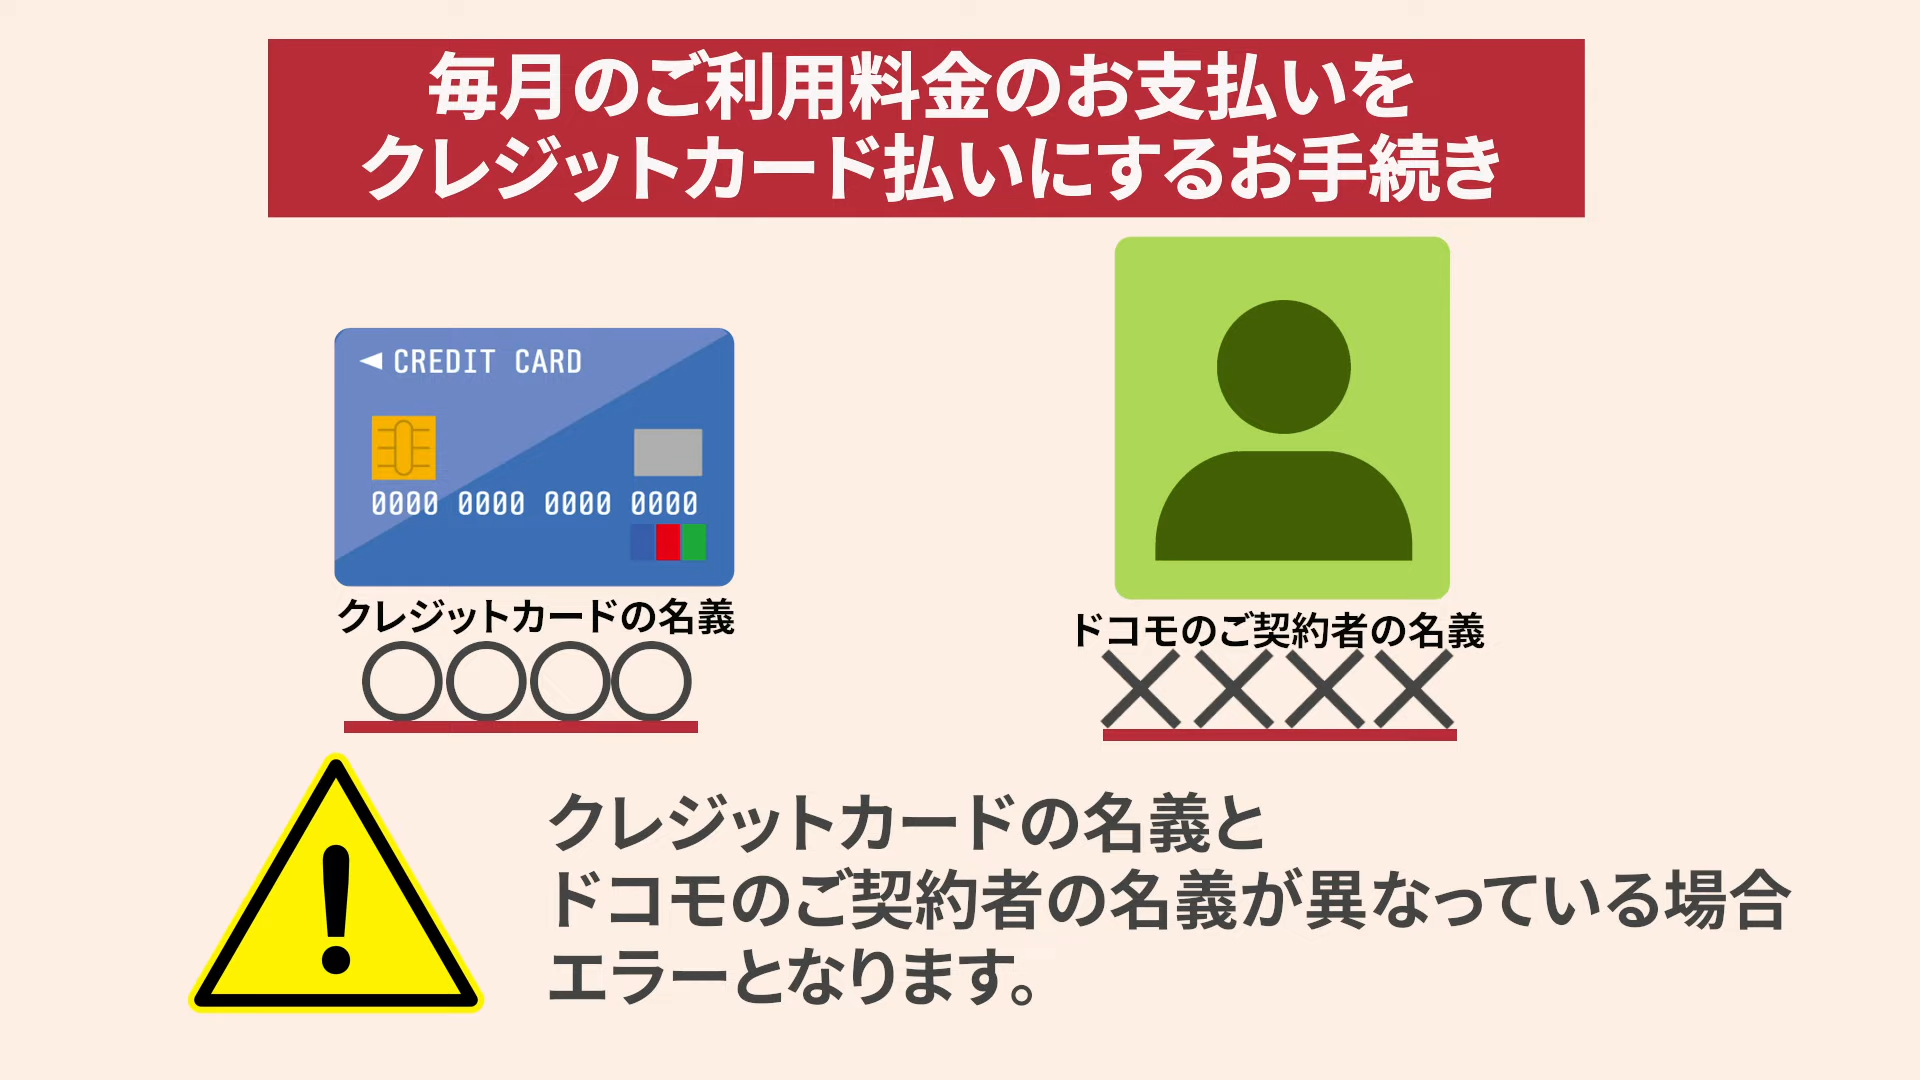 毎月のご利用料金のお支払いを
クレジットカード払いにするお手続き
CREDIT CARD
0000 0000 0000 0000
クレジットカードの名義
〇〇〇〇
ドコモのご契約者の名義
××××
クレジットカードの名義と
ドコモのご契約者の名義が異なっている場合
エラーとなります。